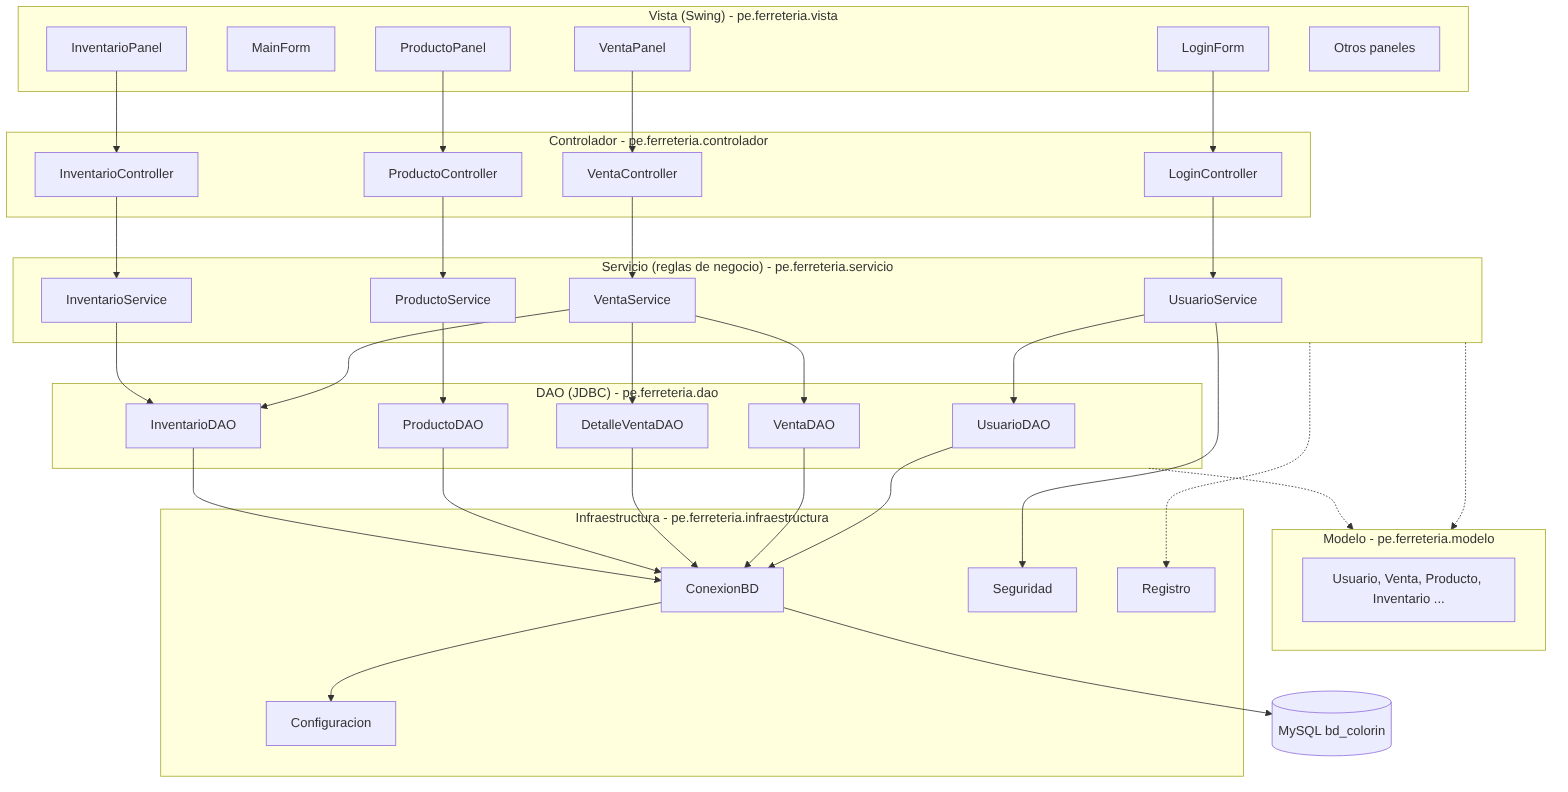 Vista (Swing) - pe.ferreteria.vista
InventarioPanel
MainForm
ProductoPanel
VentaPanel
LoginForm
Otros paneles
Controlador - pe.ferreteria.controlador
InventarioController
ProductoController
VentaController
LoginController
Servicio (reglas de negocio) - pe.ferreteria.servicio
InventarioService
ProductoService
VentaService
UsuarioService
DAO (JDBC) - pe.ferreteria.dao
InventarioDAO
ProductoDAO
DetalleVentaDAO
VentaDAO
UsuarioDAO
Infraestructura - pe.ferreteria.infraestructura
ConexionBD
Seguridad
Registro
Modelo - pe.ferreteria.modelo
Usuario, Venta, Producto,
Inventario ...
Configuracion
MySQL bd_colorin